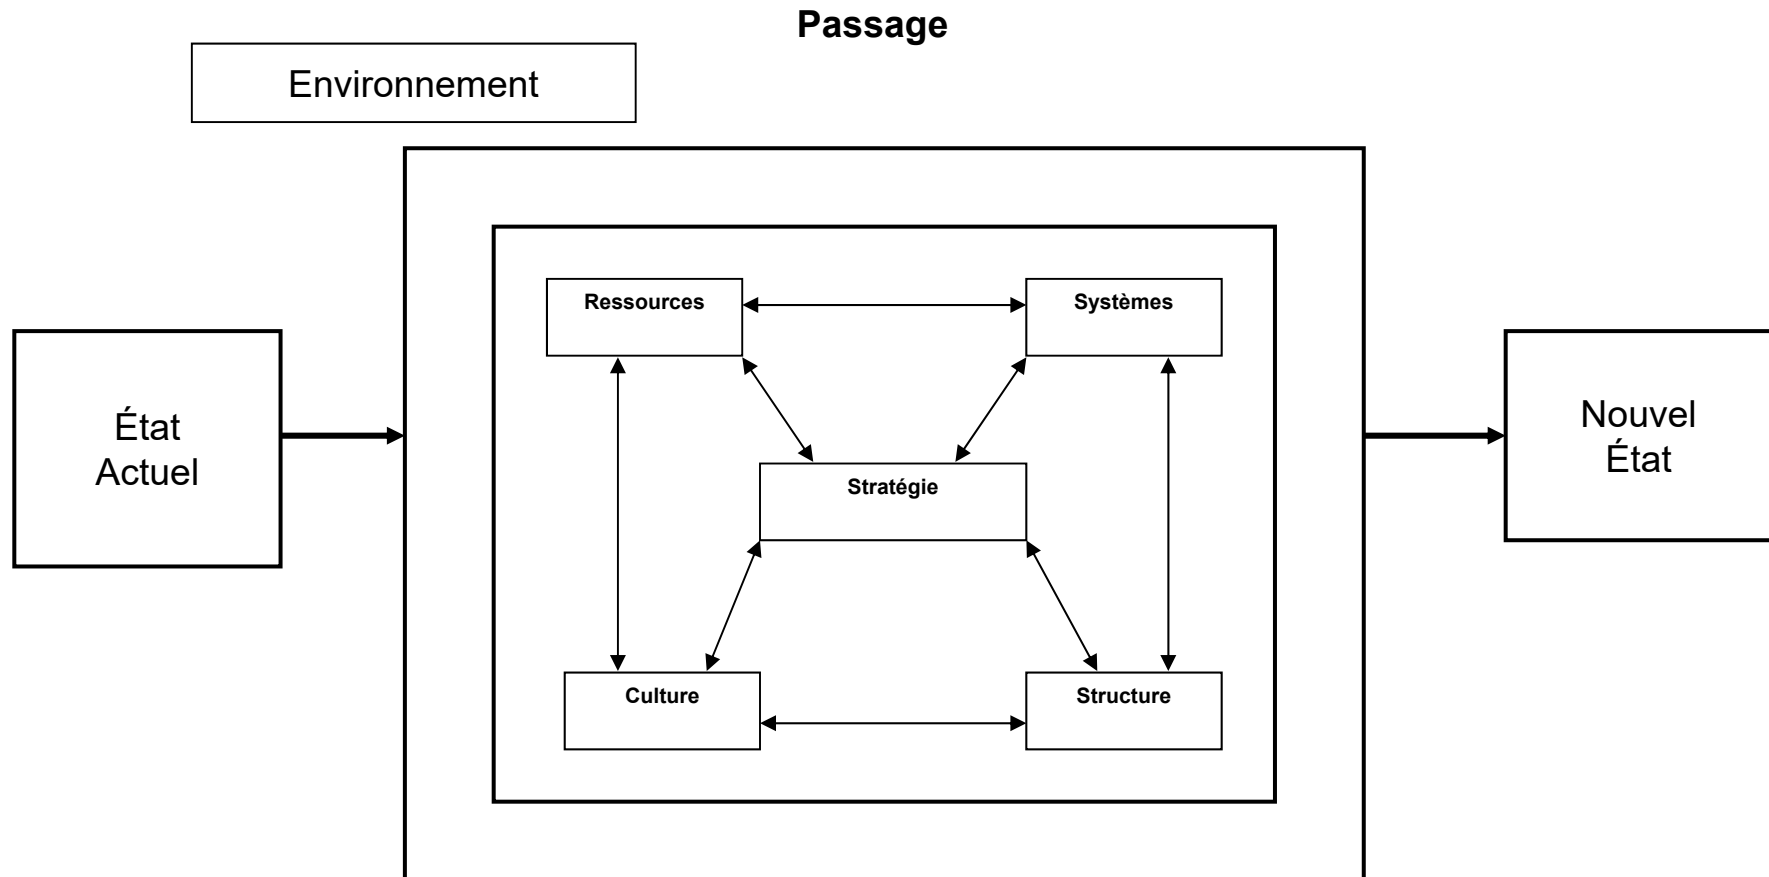 Passage
Environnement
Ressources
Systèmes
État
Actuel
Nouvel
État
Stratégie
Culture
Structure